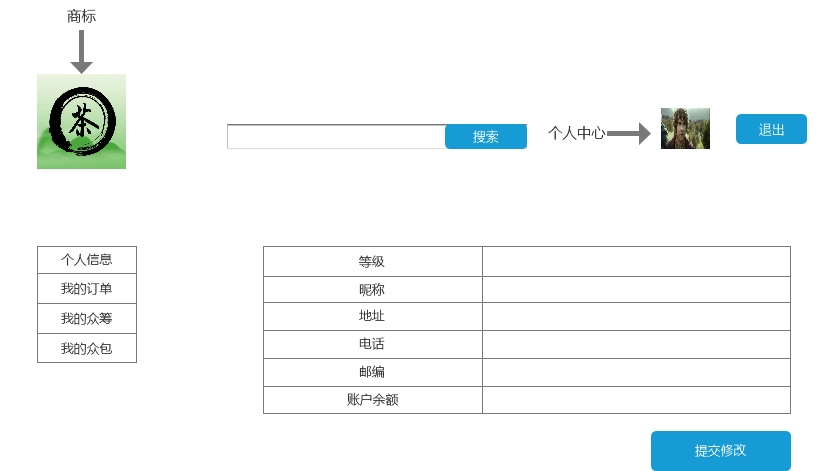 商标
茶
搜索
个人中心
退出
个人信息
我的订单
我的众筹
我的众包
等级
昵称
地址
电话
邮编
账户余额
提交修改